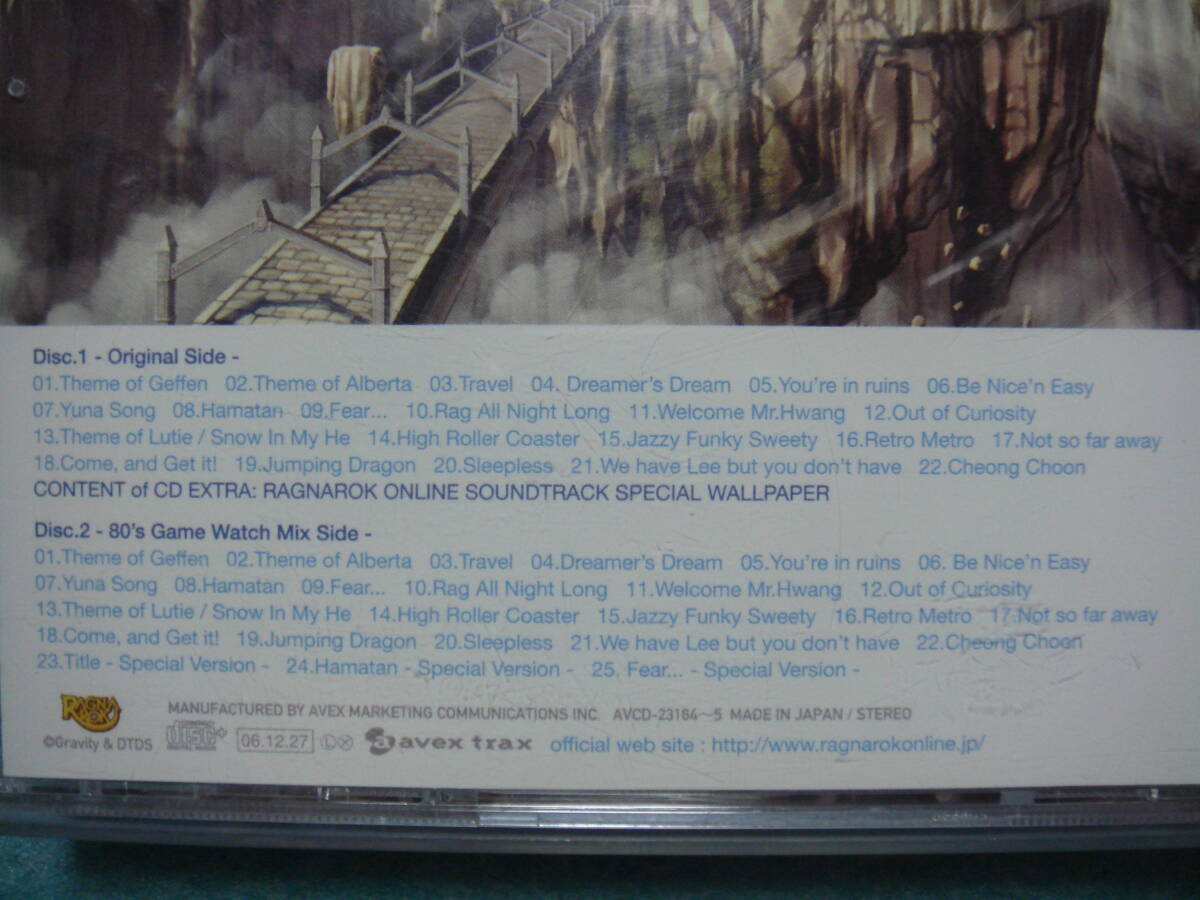 Disc.1 - Original Side -
01.Theme of Geffen 02.Theme of Alberta 03.Travel 04. Dreamer's Dream 05.You're in ruins 06.Be Nice'n Easy
07.Yuna Song 08.Hamatan 09.Fear... 10.Rag All Night Long 11.Welcome Mr.Hwang 12.Out of Curiosity
13.Theme of Lutie / Snow In My He 14.High Roller Coaster 15.Jazzy Funky Sweety 16.Retro Metro 17.Not so far away
18.Come, and Get it! 19.Jumping Dragon 20.Sleepless 21.We have Lee but you don't have 22.Cheong Choon
CONTENT of CD EXTRA: RAGNAROK ONLINE SOUNDTRACK SPECIAL WALLPAPER
Disc.2 - 80's Game Watch Mix Side -
01.Theme of Geffen 02.Theme of Alberta 03.Travel 04.Dreamer's Dream 05.You're in ruins 06. Be Nice'n Easy
07.Yuna Song 08.Hamatan 09.Fear... 10.Rag All Night Long 11.Welcome Mr.Hwang 12.Out of Curiosity
13.Theme of Lutie / Snow In My He 14.High Roller Coaster 15.Jazzy Funky Sweety 16.Retro Metro 17.Not so far away
18.Come, and Get it! 19.Jumping Dragon 20.Sleepless 21.We have Lee but you don't have 22.Cheong Choon
23.Title - Special Version - 24.Hamatan - Special Version - 25. Fear... - Special Version -
RAGNAROK
MANUFACTURED BY AVEX MARKETING COMMUNICATIONS INC. AVCD-23164～5 MADE IN JAPAN / STEREO
©Gravity & DTDS COMPACT disc+ DIGITAL AUDIO 06.12.27 Ⓛⓧ avex trax official web site : http://www.ragnarokonline.jp/